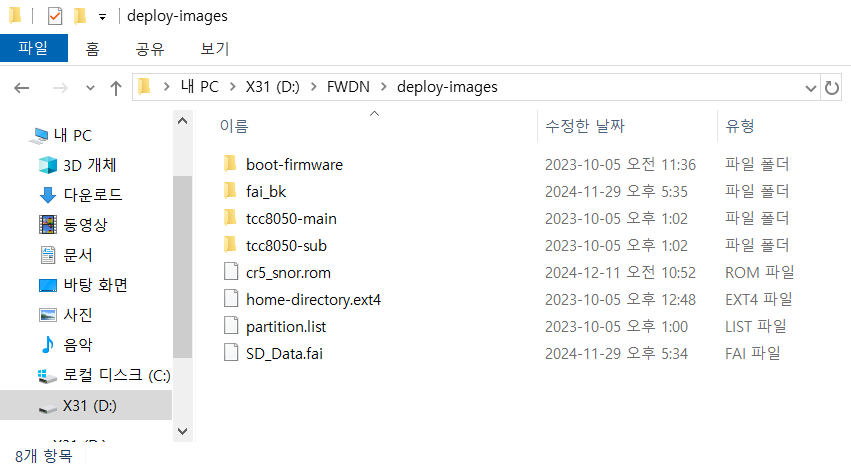 deploy-images
파일 홈 공유 보기
내 PC X31 (D:) FWDN deploy-images
이름 수정한 날짜 유형
내 PC
3D 개체
다운로드
동영상
문서
바탕 화면
사진
음악
로컬 디스크 (C:)
X31 (D:)
X31 (D:)
boot-firmware 2023-10-05 오전 11:36 파일 폴더
fai_bk 2024-11-29 오후 5:35 파일 폴더
tcc8050-main 2023-10-05 오후 1:02 파일 폴더
tcc8050-sub 2023-10-05 오후 1:02 파일 폴더
cr5_snor.rom 2024-12-11 오전 10:52 ROM 파일
home-directory.ext4 2023-10-05 오후 12:48 EXT4 파일
partition.list 2023-10-05 오후 1:00 LIST 파일
SD_Data.fai 2024-11-29 오후 5:34 FAI 파일
8개 항목